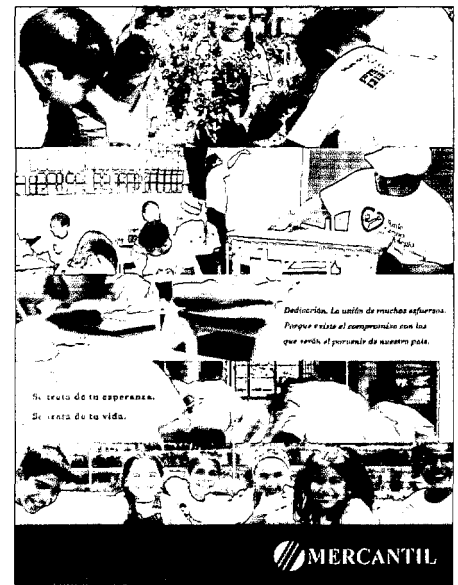 Dedicación. La unión de muchos esfuerzos.
Porque existe el compromiso con los
que serán el porvenir de nuestro país.
Se trata de tu esperanza.
Se trata de tu vida.
MERCANTIL